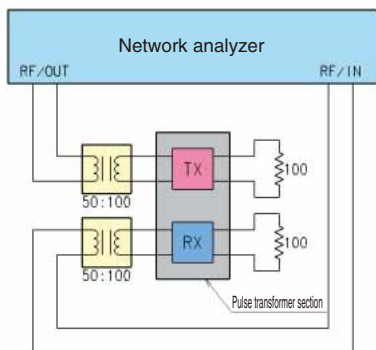 Network analyzer
RF/OUT RF/IN
TX
100
50:100
RX
100
50:100
Pulse transformer section